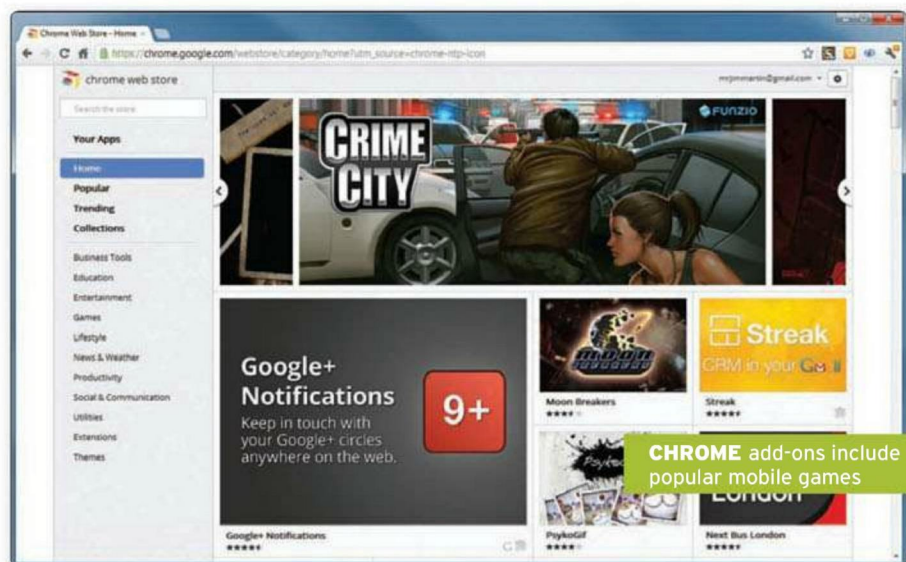 Chrome Web Store - Home
https://chrome.google.com/webstore/category/home?utm_source=chrome-ntp-icon
chrome web store
mrjimmartin@gmail.com
Search the store
Your Apps
Home
Popular
Trending
Collections
Business Tools
Education
Entertainment
Games
Lifestyle
News & Weather
Productivity
Social & Communication
Utilities
Extensions
Themes
CRIME
CITY
FUNZIO
Google+
Notifications
Keep in touch with
your Google+ circles
anywhere on the web.
9+
Google+ Notifications
MOON
Moon Breakers
Streak
CRM in your
Streak
PsykoGif
London
Next Bus London
CHROME add-ons include
popular mobile games